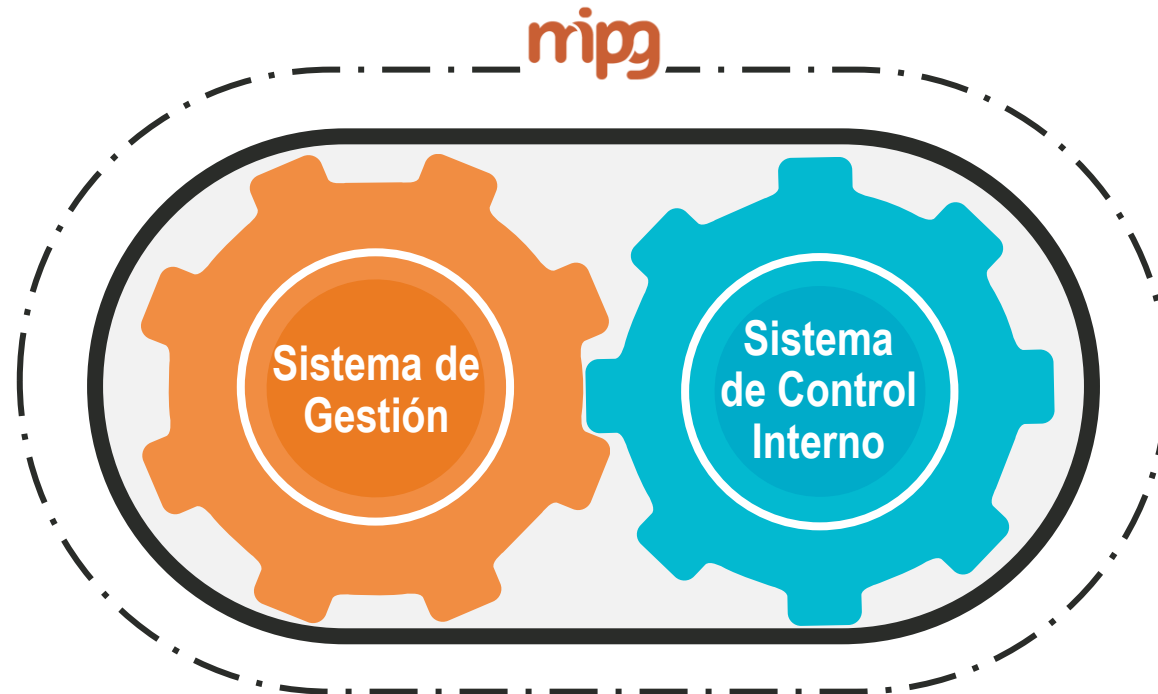 mipg
Sistema de
Gestión
Sistema
de Control
Interno